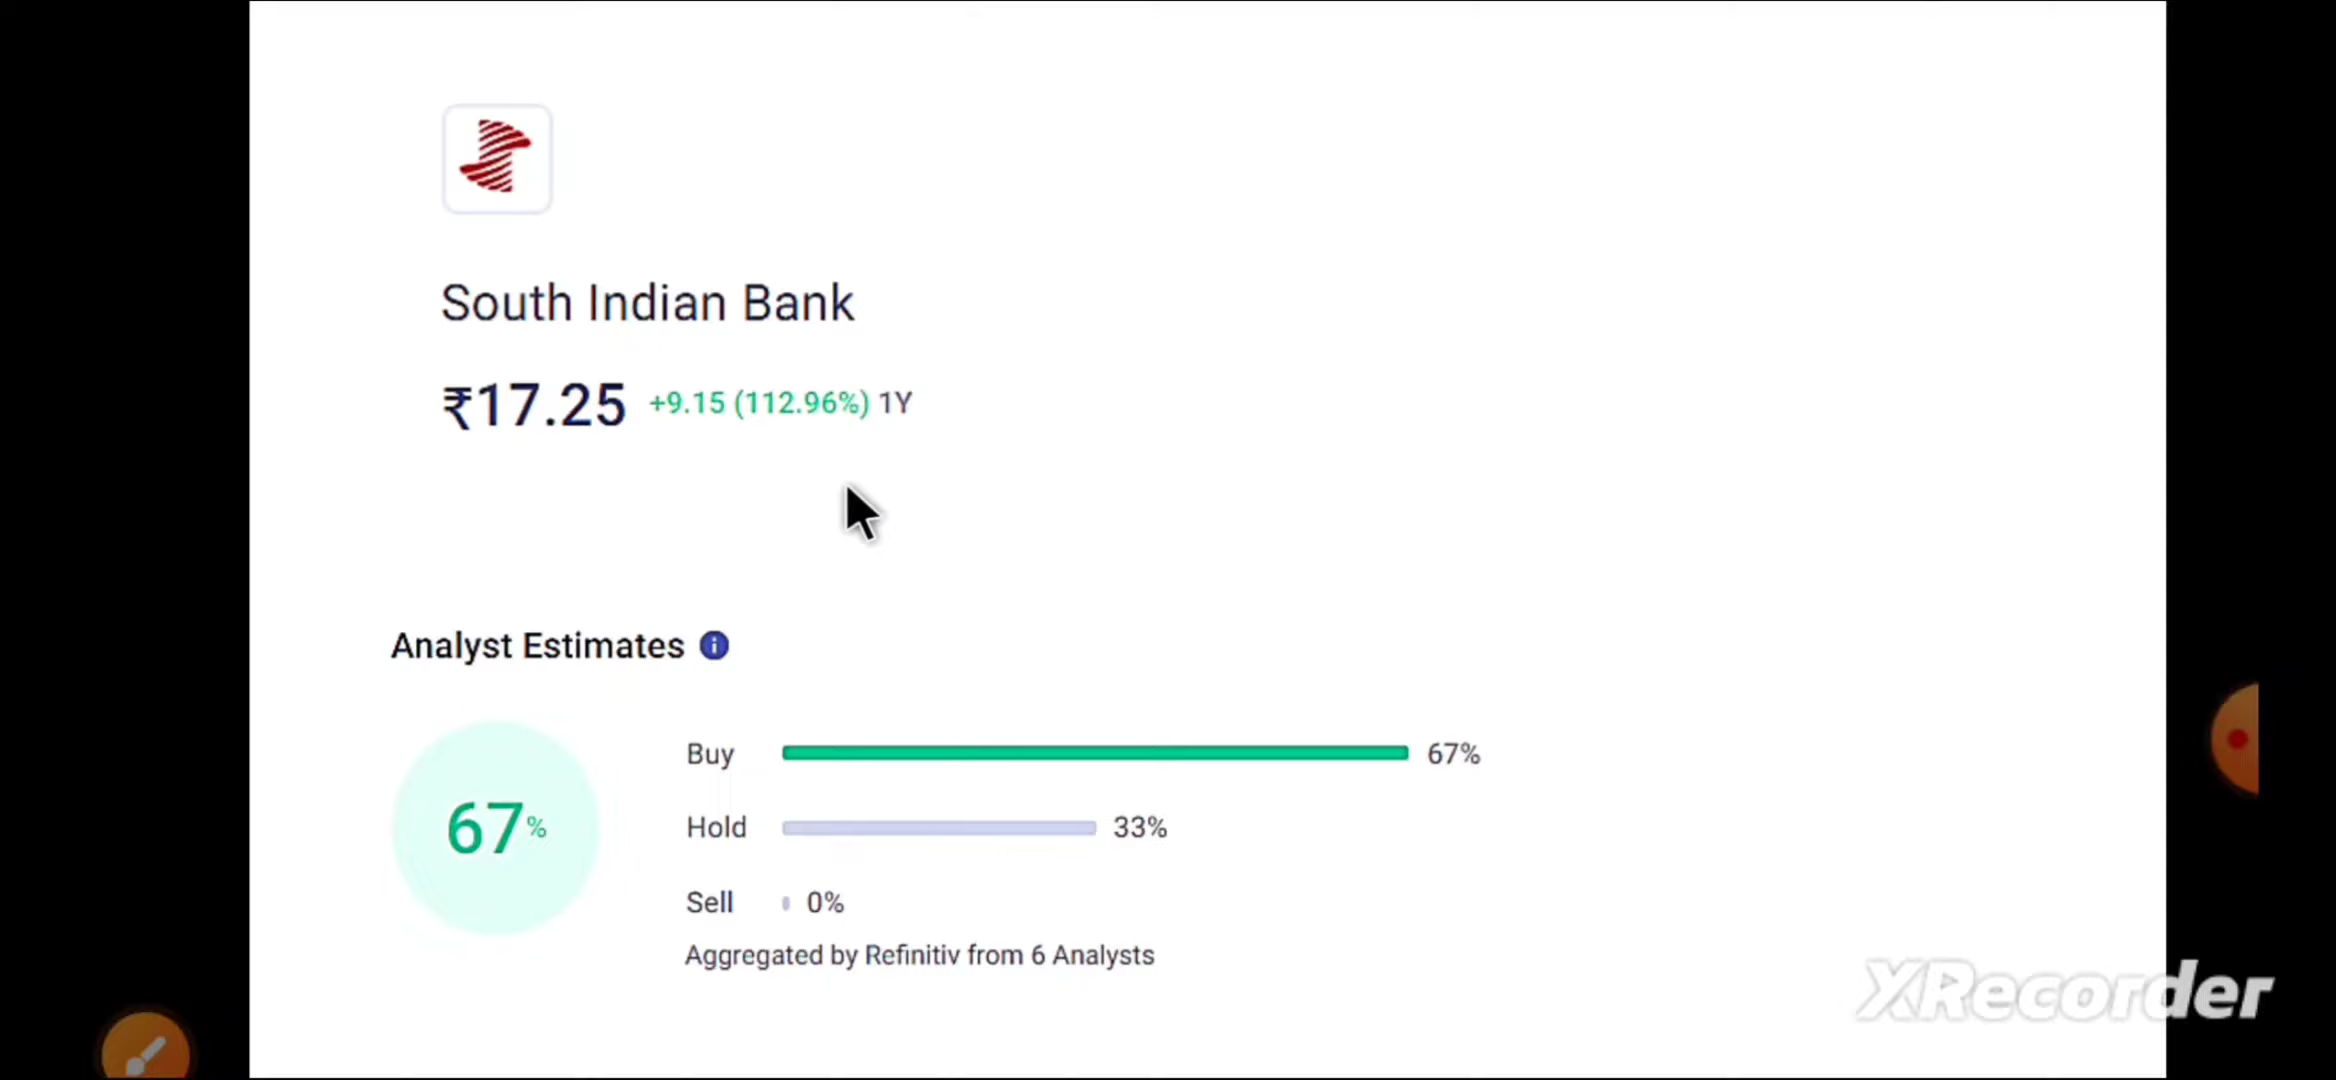 South Indian Bank
₹17.25 +9.15 (112.96%) 1Y
Analyst Estimates
67%
Buy 67%
Hold 33%
Sell 0%
Aggregated by Refinitiv from 6 Analysts
XRecorder